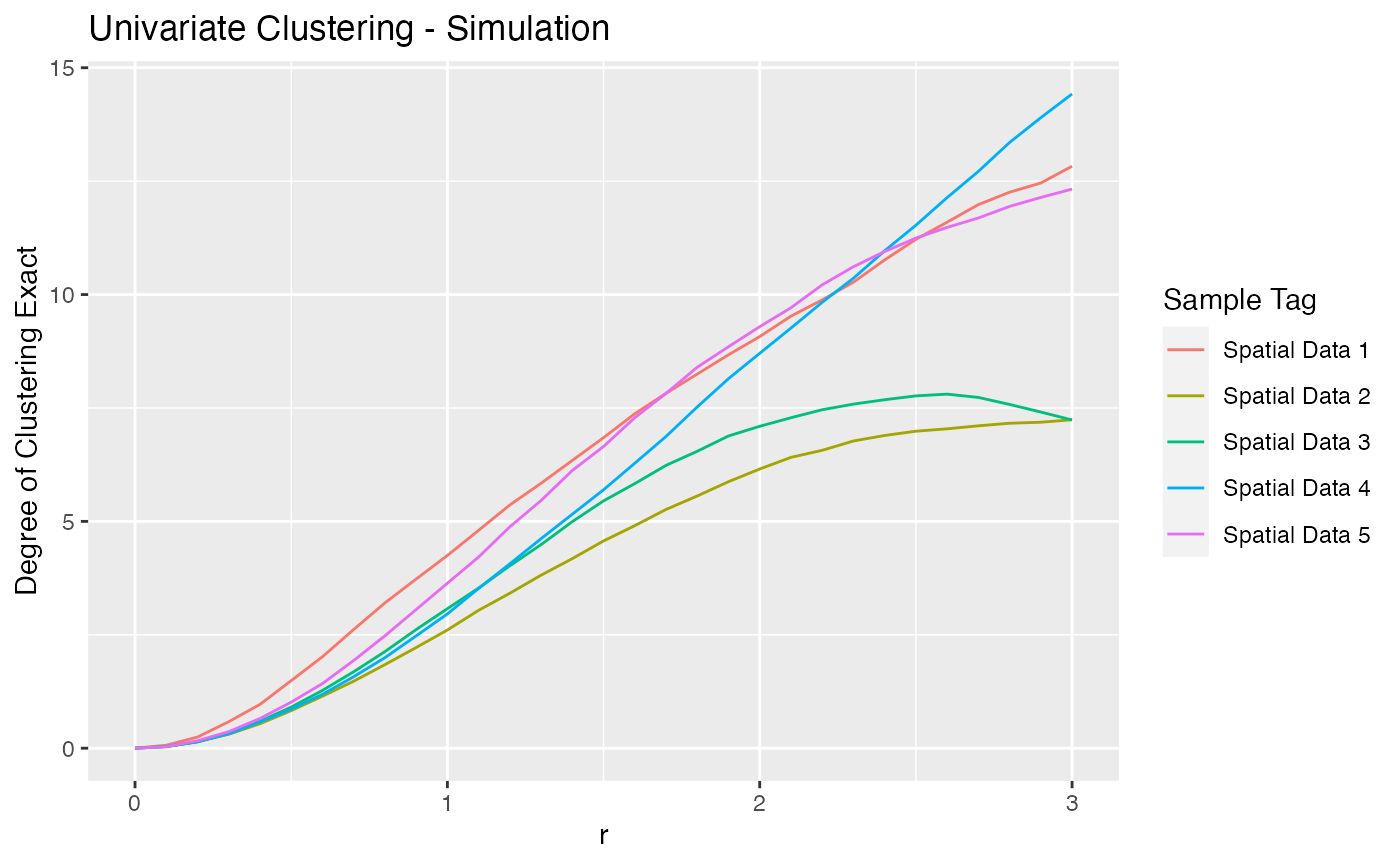 Univariate Clustering - Simulation
15
10
5
0
Degree of Clustering Exact
0 1 2 3
r
Sample Tag
Spatial Data 1
Spatial Data 2
Spatial Data 3
Spatial Data 4
Spatial Data 5